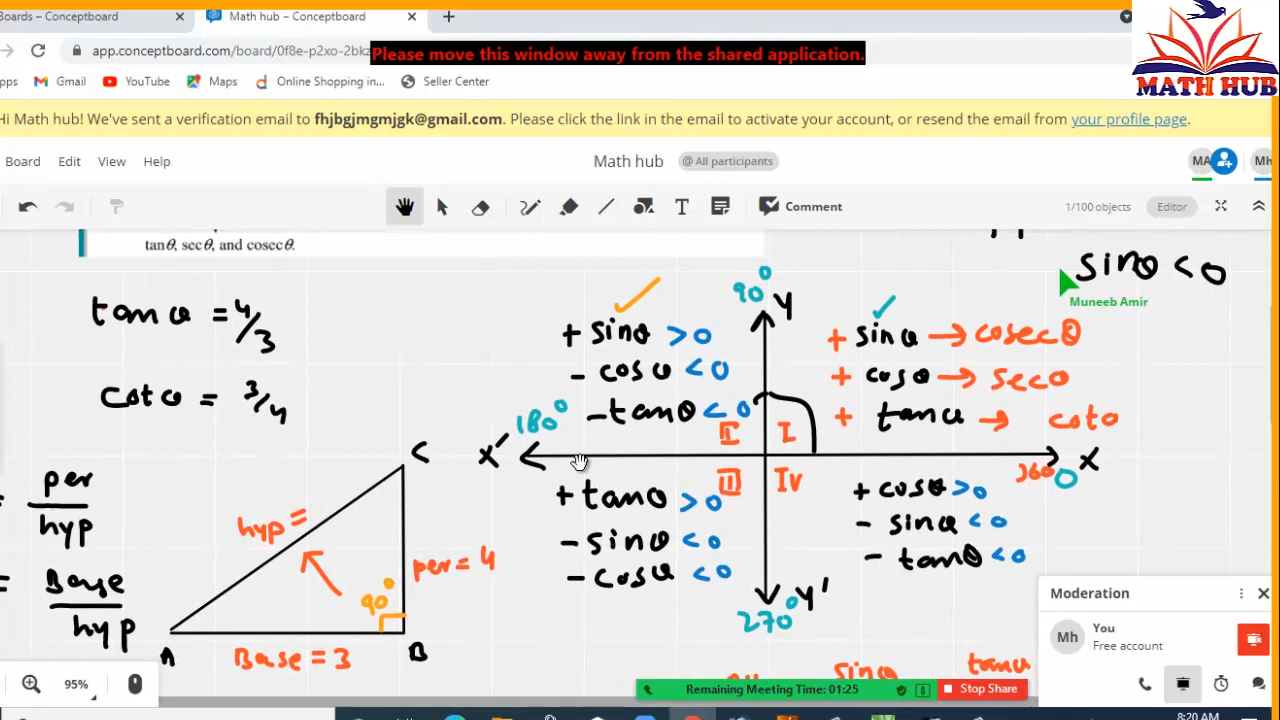 Boards – Conceptboard
Math hub – Conceptboard
app.conceptboard.com/board/0f8e-p2xo-2bkz
Please move this window away from the shared application.
MATH HUB
pps
Gmail
YouTube
Maps
Online Shopping in...
Seller Center
Hi Math hub! We've sent a verification email to fhjbgjmgmjgk@gmail.com. Please click the link in the email to activate your account, or resend the email from your profile page.
Board
Edit
View
Help
Math hub
@ All participants
MA
Mh
Comment
1/100 objects
Editor
tanθ, secθ, and cosecθ.
sinθ <0
Muneeb Amir
tanθ = 4/3
cotθ = 3/4
90°
Y
+ sinθ >0
- cosθ <0
- tanθ <0
+ sinθ → cosecθ
+ cosθ → secθ
+ tanθ → cotθ
180°
II
I
X'
X
360°
0
III
IV
+ tanθ >0
- sinθ <0
- cosθ <0
+ cosθ >0
- sinθ <0
- tanθ <0
270°
Y'
= per/hyp
= Base/hyp
C
hyp =
per = 4
90°
A
Base = 3
B
sinθ
tanθ
Moderation
Mh
You
Free account
95%
Remaining Meeting Time: 01:25
Stop Share
8:20 AM